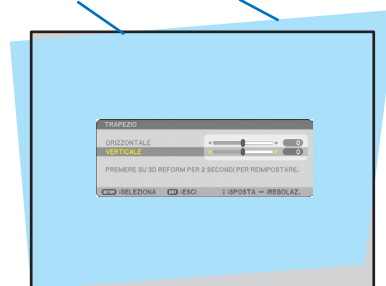 TRAPEZIO
ORIZZONTALE 0
VERTICALE 0
PREMERE SU 3D REFORM PER 2 SECONDI PER REIMPOSTARE.
ENTER :SELEZIONA EXIT :ESCI ↕ :SPOSTA ↔ :REGOLAZ.